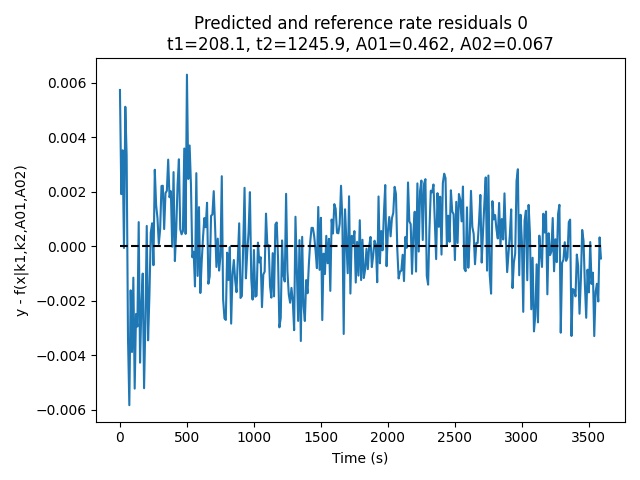 Predicted and reference rate residuals 0
t1=208.1, t2=1245.9, A01=0.462, A02=0.067
0.006
0.004
0.002
0.000
−0.002
−0.004
−0.006
y - f(x|k1,k2,A01,A02)
0 500 1000 1500 2000 2500 3000 3500
Time (s)